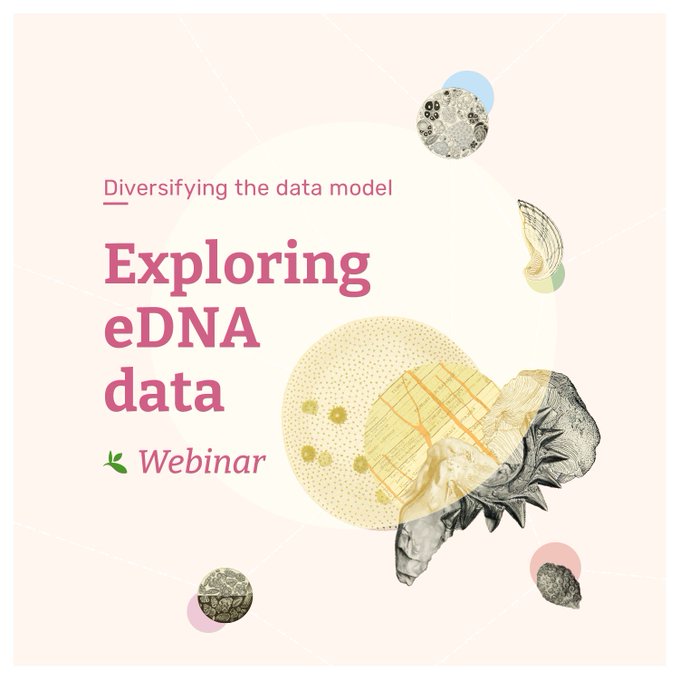 Diversifying the data model
Exploring
eDNA
data
Webinar